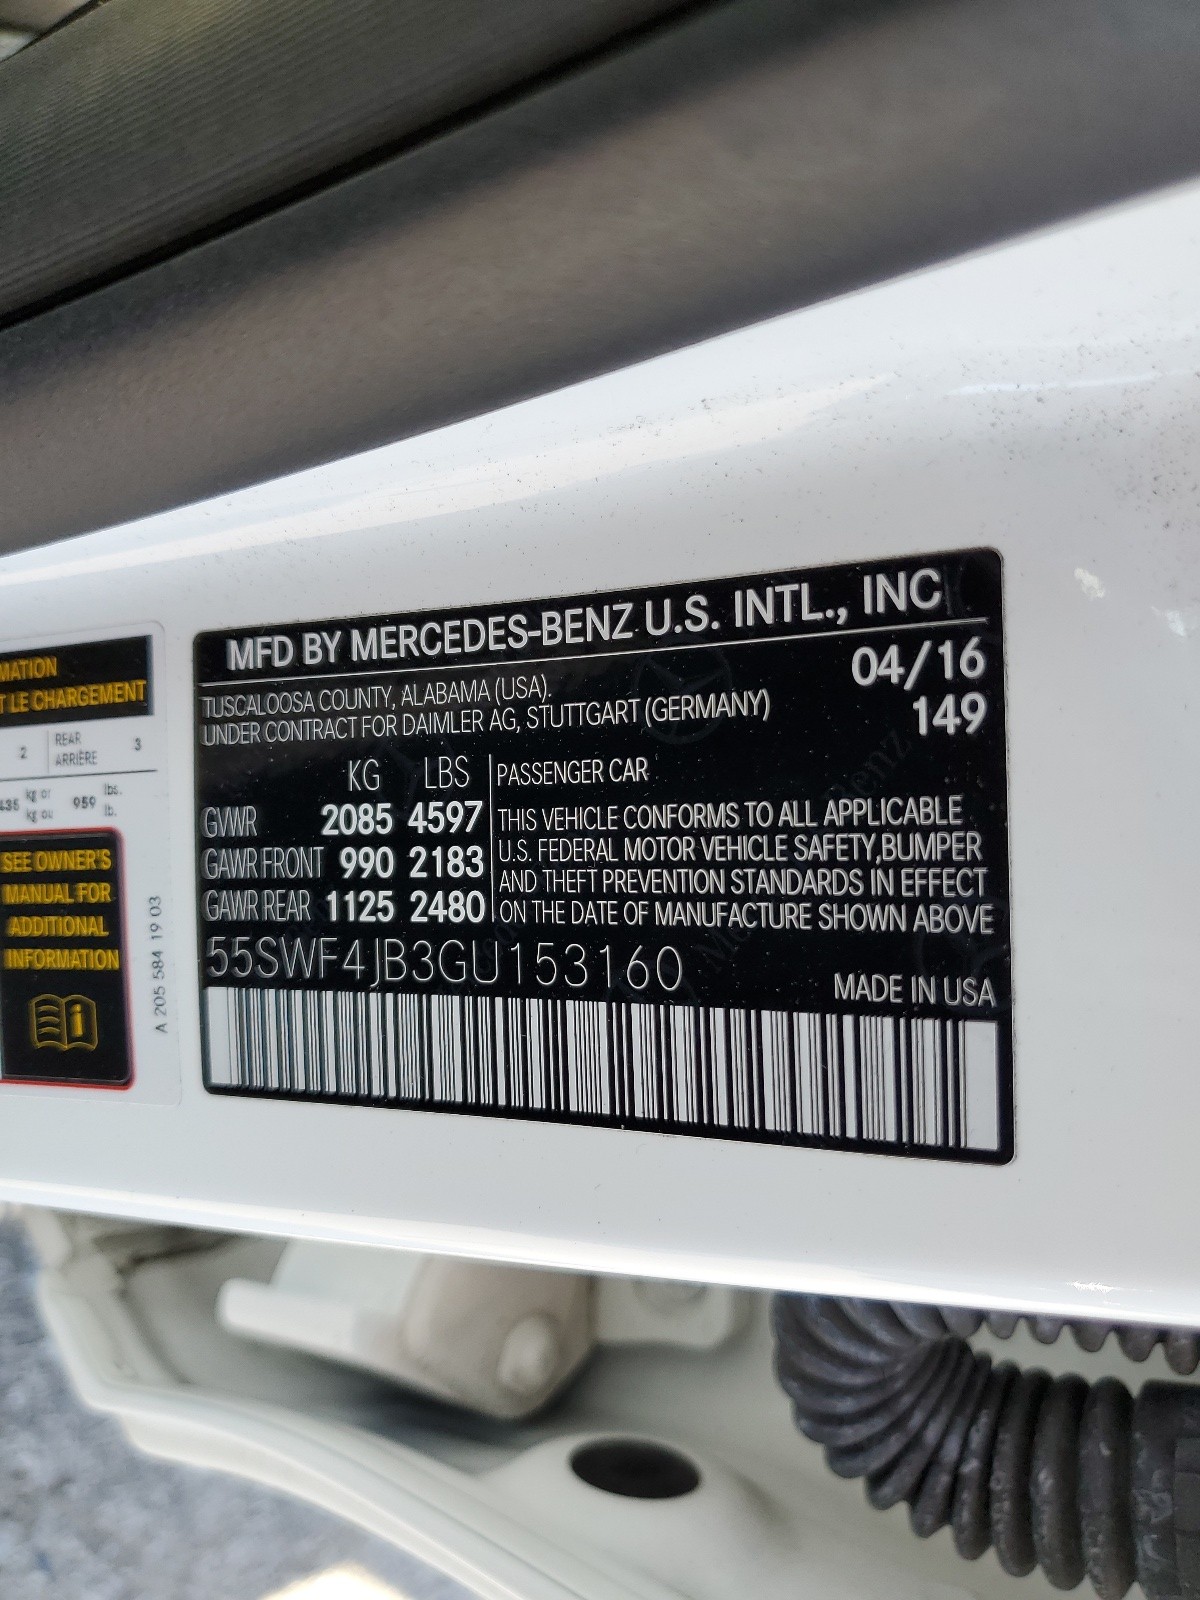 MFD BY MERCEDES-BENZ U.S. INTL., INC
TUSCALOOSA COUNTY, ALABAMA (USA).
UNDER CONTRACT FOR DAIMLER AG, STUTTGART (GERMANY)
04/16
149
KG LBS
GVWR 2085 4597
GAWR FRONT 990 2183
GAWR REAR 1125 2480
PASSENGER CAR
THIS VEHICLE CONFORMS TO ALL APPLICABLE
U.S. FEDERAL MOTOR VEHICLE SAFETY,BUMPER
AND THEFT PREVENTION STANDARDS IN EFFECT
ON THE DATE OF MANUFACTURE SHOWN ABOVE
55SWF4JB3GU153160
MADE IN USA
MATION
T LE CHARGEMENT
2 REAR 3
ARRIÈRE
435 kg or 959 lbs.
kg ou lb.
SEE OWNER'S
MANUAL FOR
ADDITIONAL
INFORMATION
A 205 584 19 03